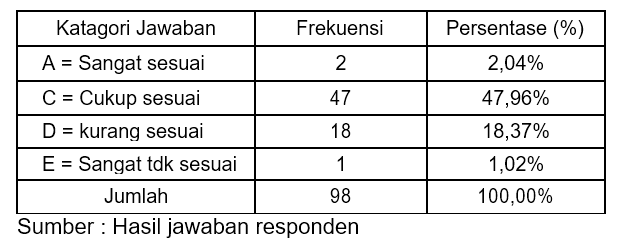 Katagori Jawaban Frekuensi Persentase (%)
A = Sangat sesuai 2 2,04%
C = Cukup sesuai 47 47,96%
D = kurang sesuai 18 18,37%
E = Sangat tdk sesuai 1 1,02%
Jumlah 98 100,00%
Sumber : Hasil jawaban responden